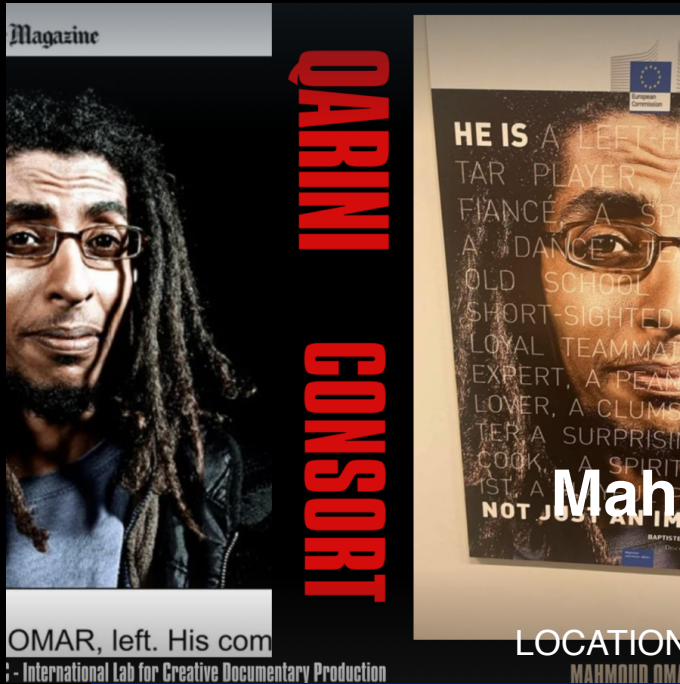 Magazine
QARINI CONSORT
European
Commission
HE IS A LEFT-H
TAR PLAYER, A
FIANCÉ, A SP
A DANCE TE
OLD SCHOOL
SHORT-SIGHTED
LOYAL TEAMMAT
EXPERT, A PEAN
LOVER, A CLUMS
TER, A SURPRISI
COOK, A SPIRIT
IST, A
Mah
NOT JUST AN IM
BAPTISTE
OMAR, left. His com
LOCATION
- International Lab for Creative Documentary Production
MAHMOUD OMA